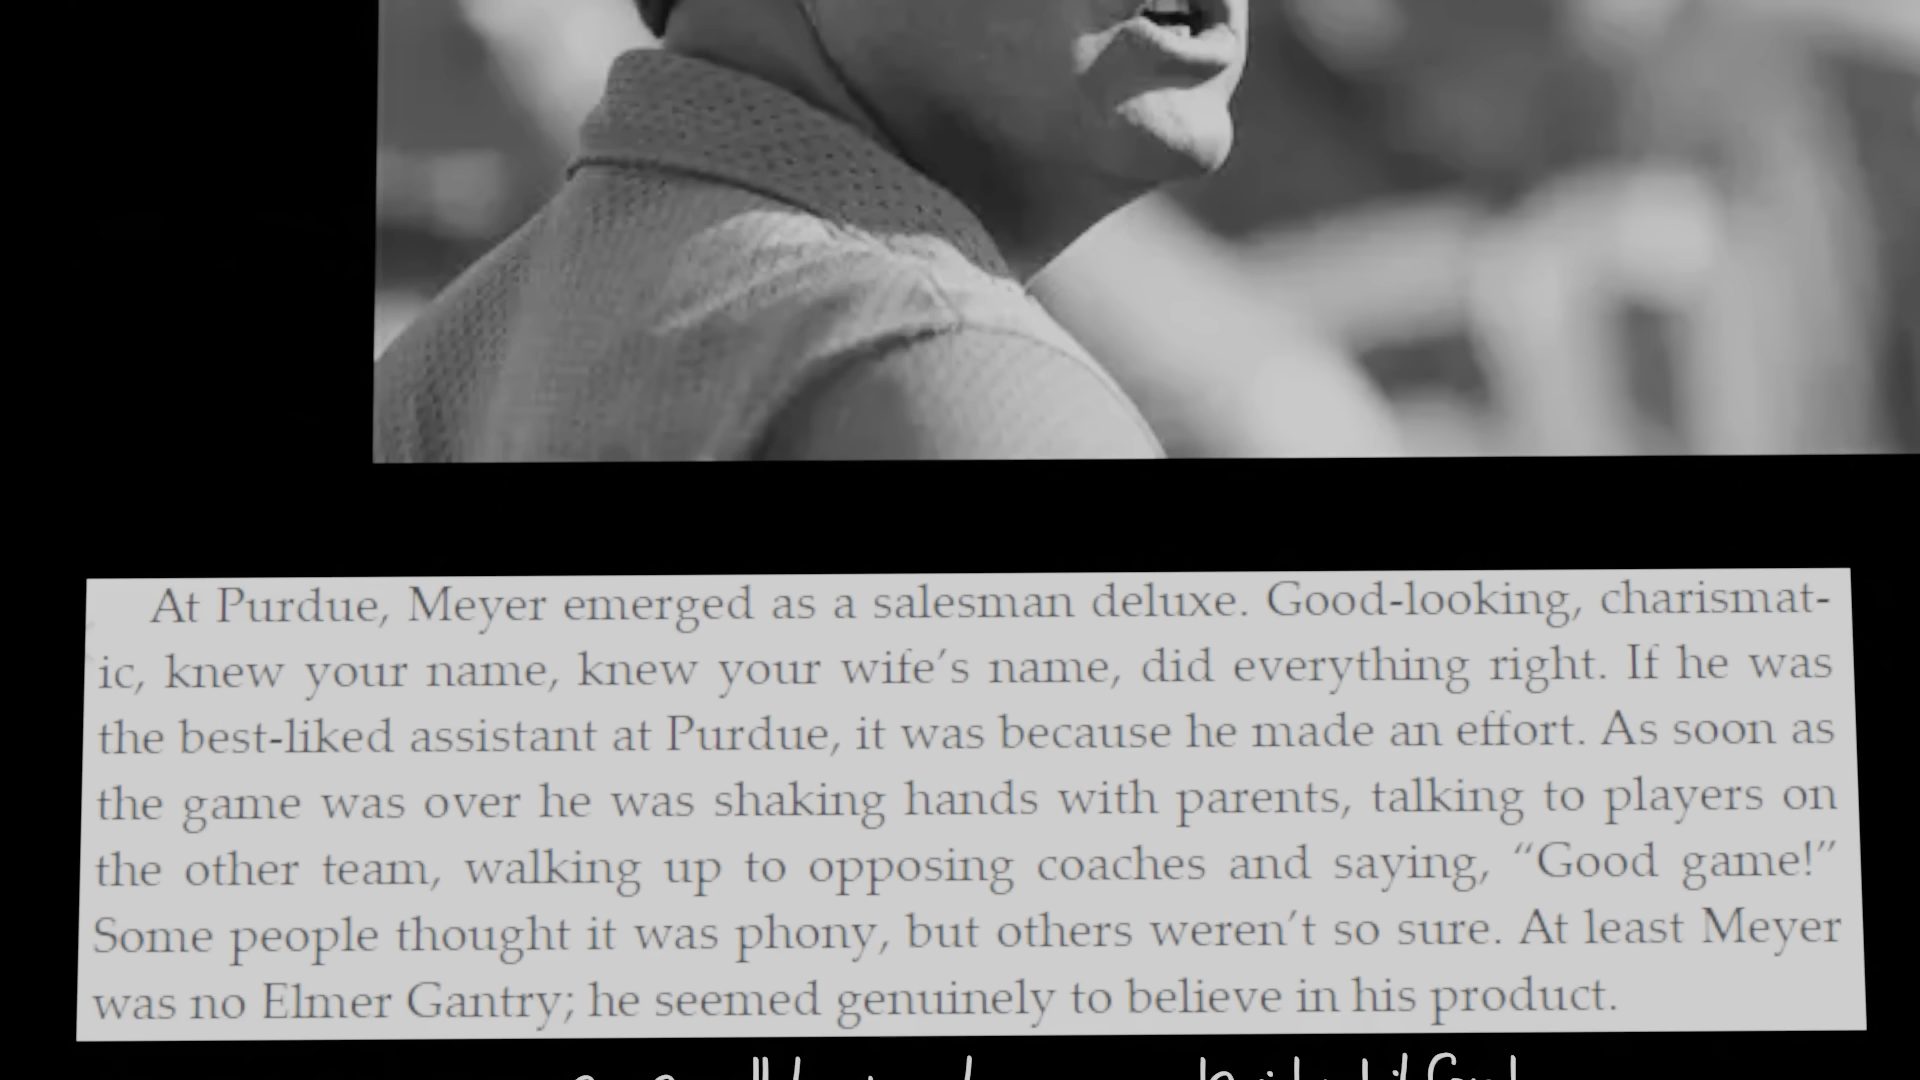 At Purdue, Meyer emerged as a salesman deluxe. Good-looking, charismat-
ic, knew your name, knew your wife's name, did everything right. If he was
the best-liked assistant at Purdue, it was because he made an effort. As soon as
the game was over he was shaking hands with parents, talking to players on
the other team, walking up to opposing coaches and saying, “Good game!”
Some people thought it was phony, but others weren't so sure. At least Meyer
was no Elmer Gantry; he seemed genuinely to believe in his product.